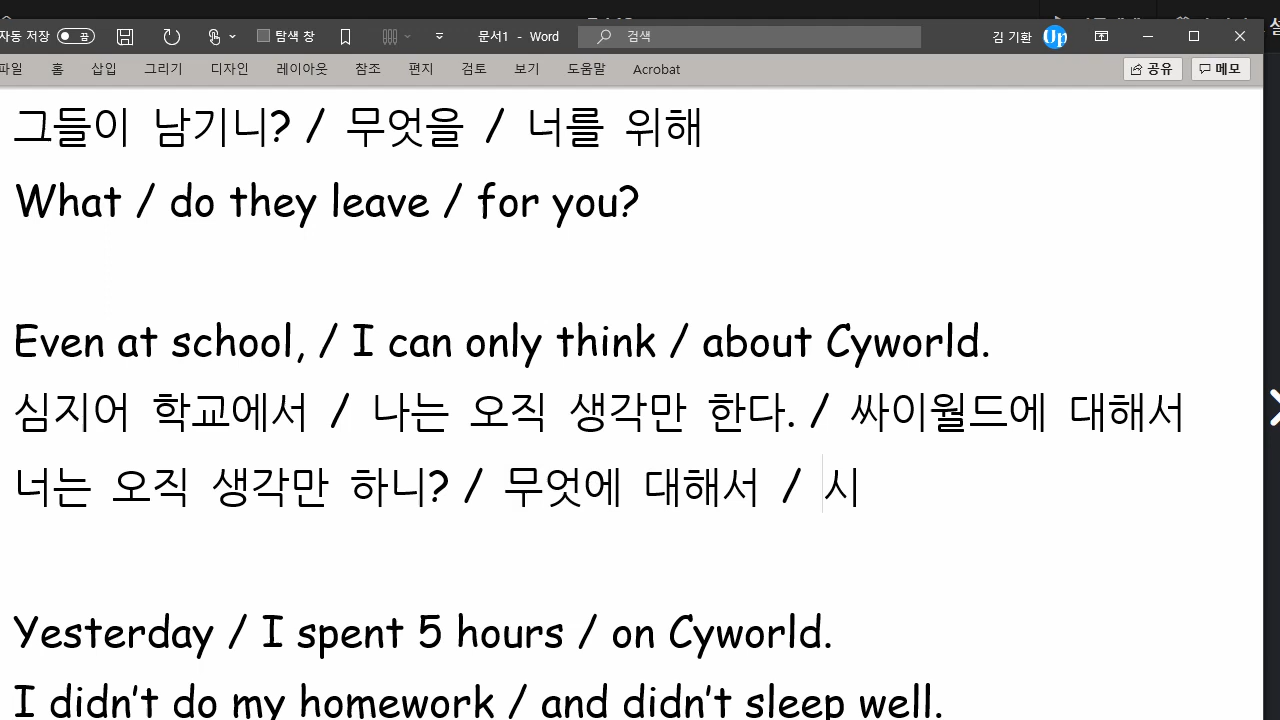 자동 저장 끔 탐색 창 문서1 - Word 검색 김 기환 Up
파일 홈 삽입 그리기 디자인 레이아웃 참조 편지 검토 보기 도움말 Acrobat 공유 메모
그들이 남기니? / 무엇을 / 너를 위해
What / do they leave / for you?
Even at school, / I can only think / about Cyworld.
심지어 학교에서 / 나는 오직 생각만 한다. / 싸이월드에 대해서
너는 오직 생각만 하니? / 무엇에 대해서 / 시
Yesterday / I spent 5 hours / on Cyworld.
I didn't do my homework / and didn't sleep well.